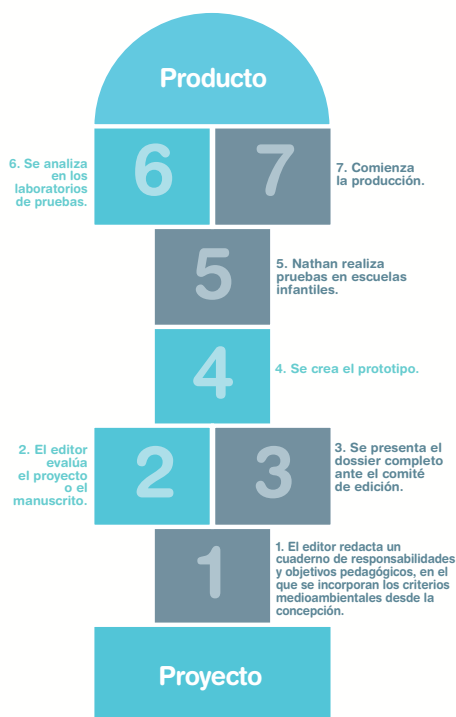 Producto
6
7
6. Se analiza
en los
laboratorios
de pruebas.
7. Comienza
la producción.
5
5. Nathan realiza
pruebas en escuelas
infantiles.
4
4. Se crea el prototipo.
2. El editor
evalúa
el proyecto
o el
manuscrito.
2
3
3. Se presenta el
dossier completo
ante el comité
de edición.
1
1. El editor redacta un
cuaderno de responsabilidades
y objetivos pedagógicos, en el
que se incorporan los criterios
medioambientales desde la
concepción.
Proyecto